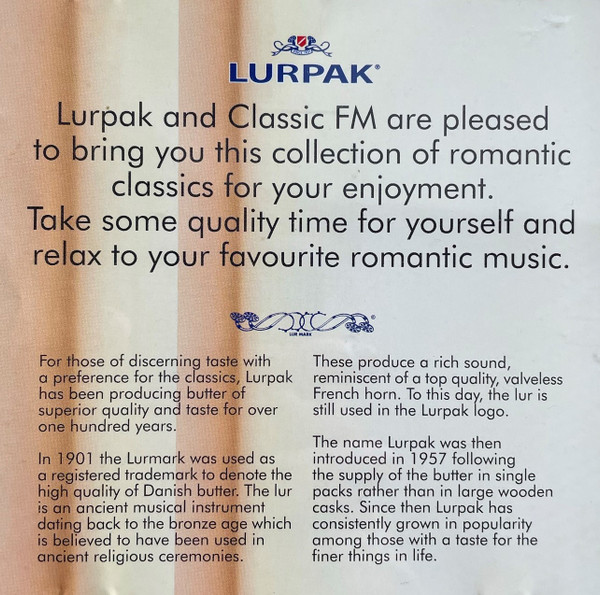 LURPAK®
Lurpak and Classic FM are pleased
to bring you this collection of romantic
classics for your enjoyment.
Take some quality time for yourself and
relax to your favourite romantic music.
LUR MARK
®
For those of discerning taste with
a preference for the classics, Lurpak
has been producing butter of
superior quality and taste for over
one hundred years.
In 1901 the Lurmark was used as
a registered trademark to denote the
high quality of Danish butter. The lur
is an ancient musical instrument
dating back to the bronze age which
is believed to have been used in
ancient religious ceremonies.
These produce a rich sound,
reminiscent of a top quality, valveless
French horn. To this day, the lur is
still used in the Lurpak logo.
The name Lurpak was then
introduced in 1957 following
the supply of the butter in single
packs rather than in large wooden
casks. Since then Lurpak has
consistently grown in popularity
among those with a taste for the
finer things in life.